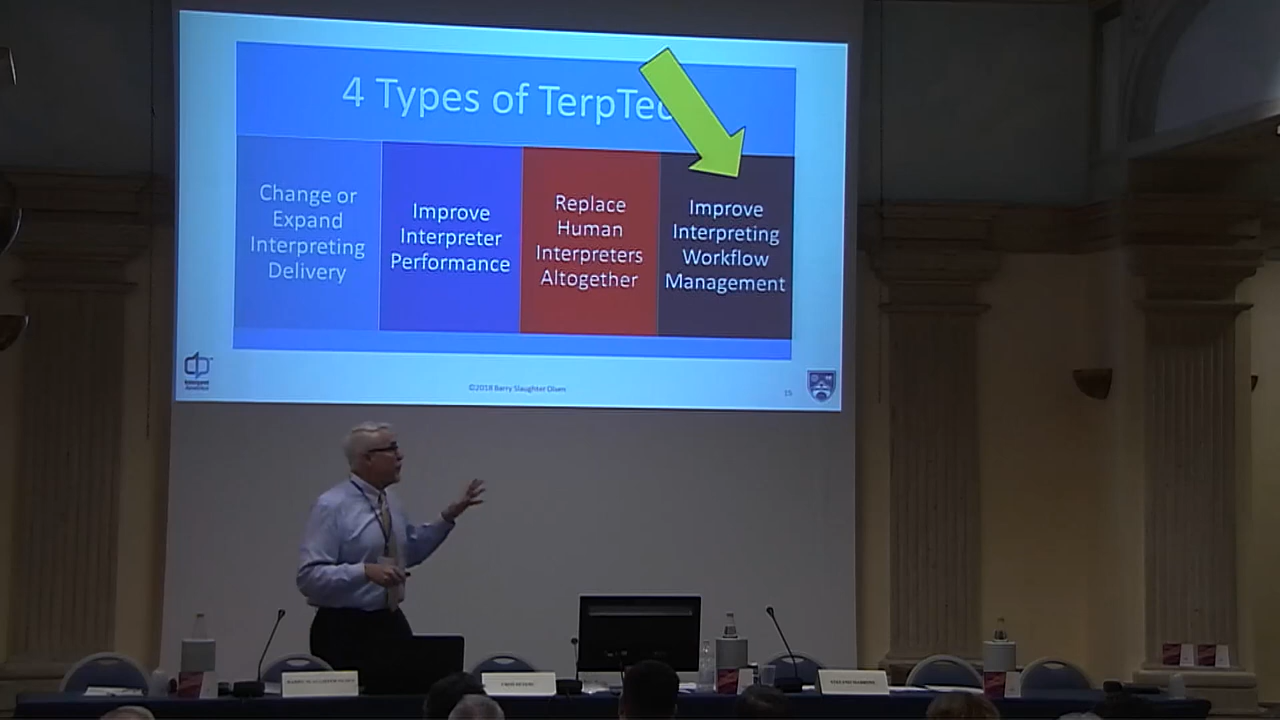 4 Types of TerpTec
Change or
Expand
Interpreting
Delivery
Improve
Interpreter
Performance
Replace
Human
Interpreters
Altogether
Improve
Interpreting
Workflow
Management
©2018 Barry Slaughter Olsen
15